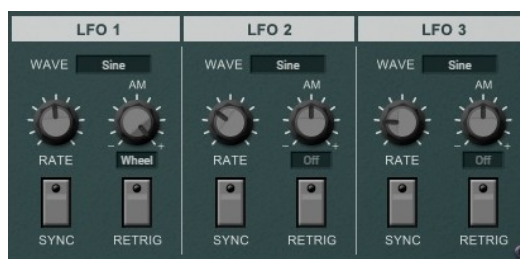 LFO 1 LFO 2 LFO 3
WAVE Sine WAVE Sine WAVE Sine
AM AM AM
- + - + - +
RATE Wheel RATE Off RATE Off
SYNC RETRIG SYNC RETRIG SYNC RETRIG